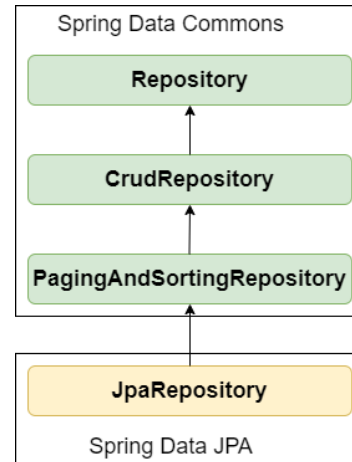 Spring Data Commons
Repository
CrudRepository
PagingAndSortingRepository
JpaRepository
Spring Data JPA